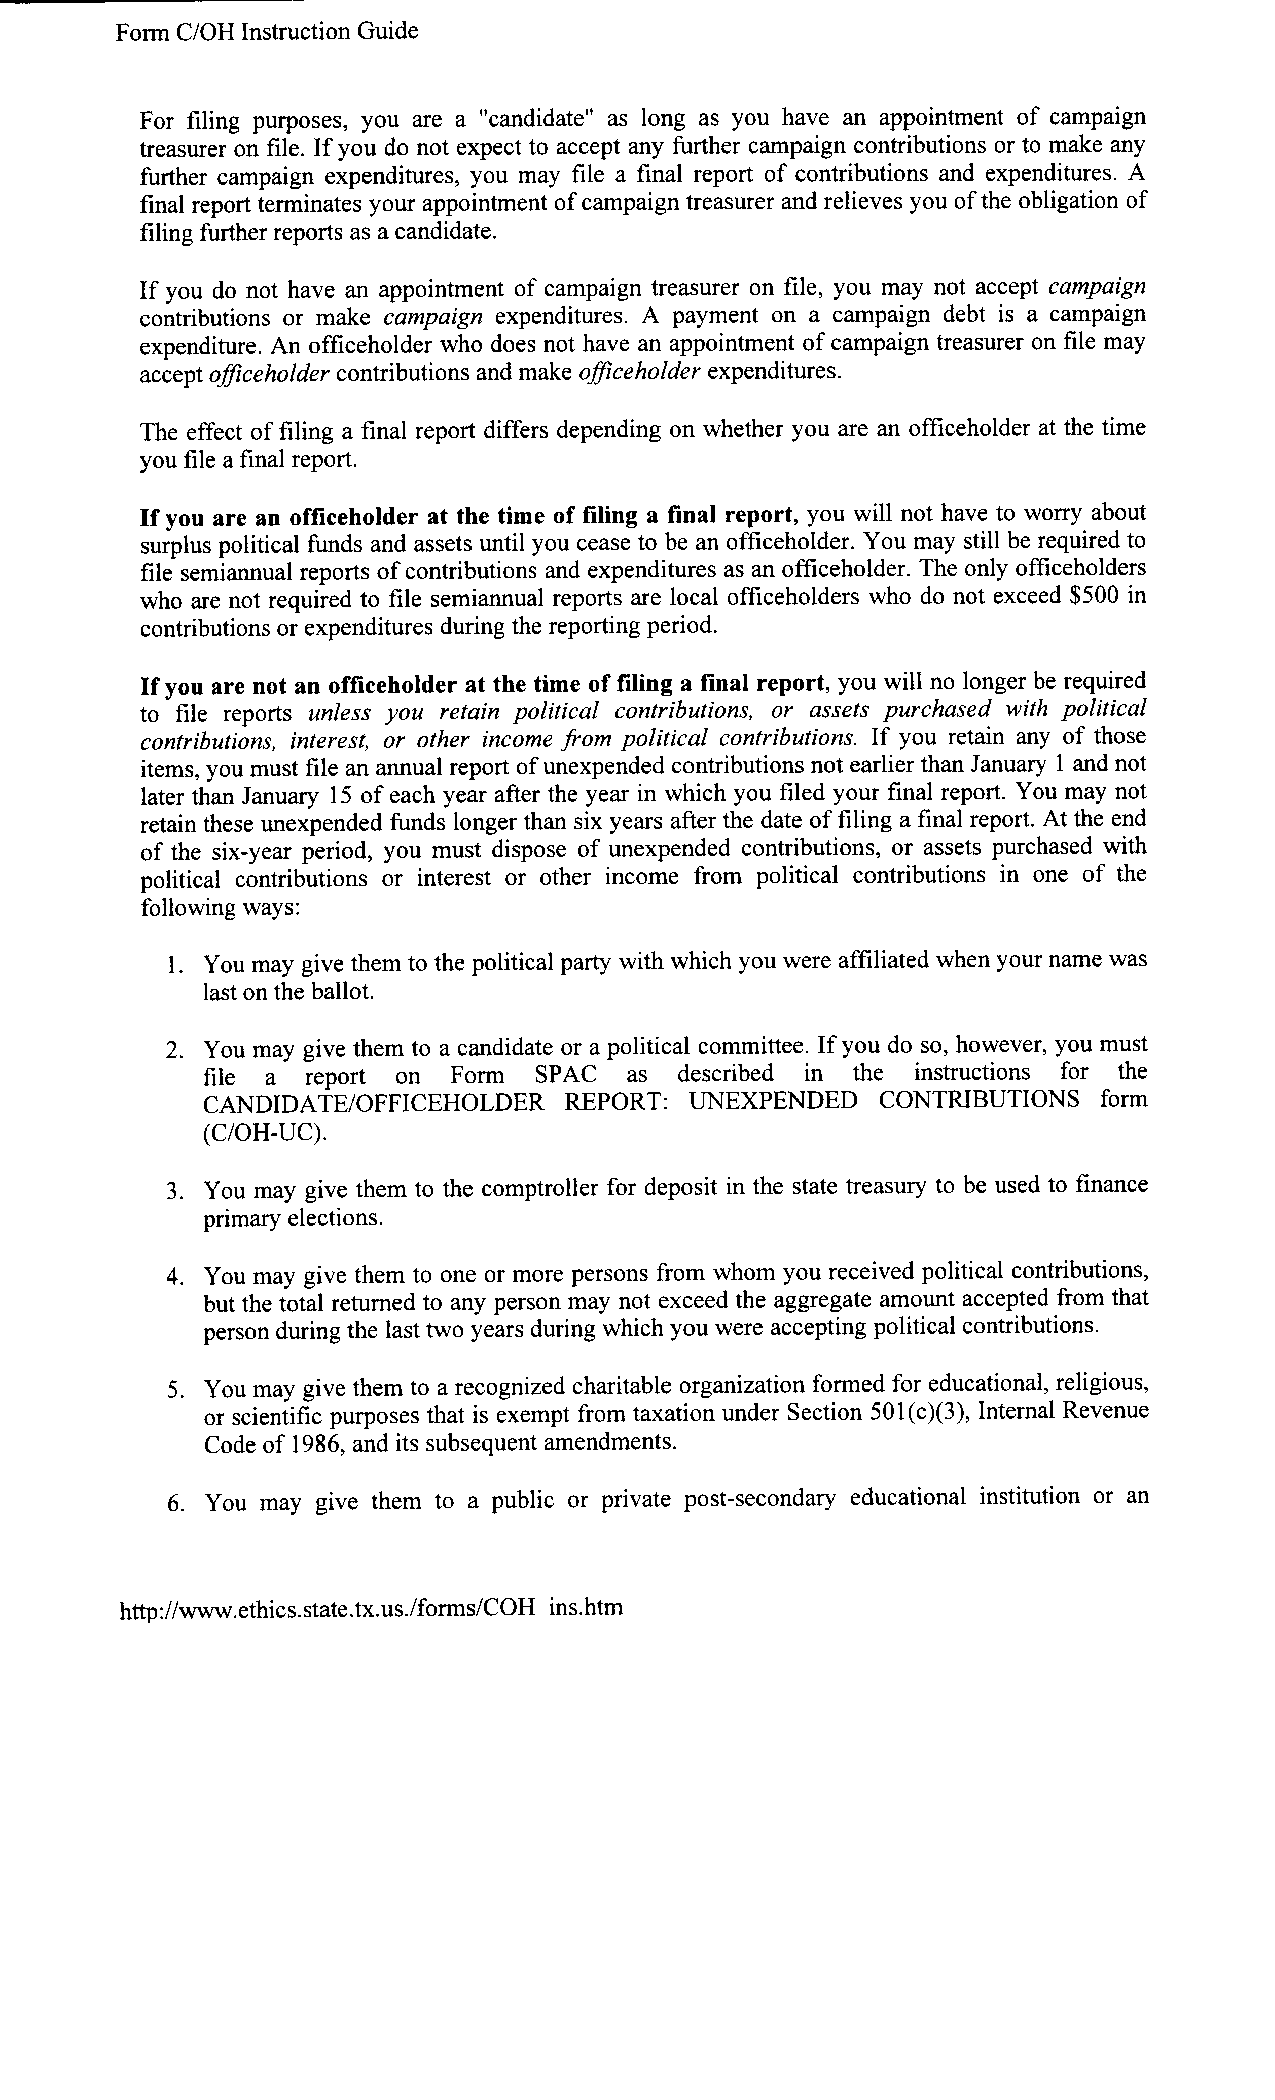 Form C/OH Instruction Guide
For filing purposes, you are a "candidate" as long as you have an appointment of campaign
treasurer on file. If you do not expect to accept any further campaign contributions or to make any
further campaign expenditures, you may file a final report of contributions and expenditures. A
final report terminates your appointment of campaign treasurer and relieves you of the obligation of
filing further reports as a candidate.
If you do not have an appointment of campaign treasurer on file, you may not accept campaign
contributions or make campaign expenditures. A payment on a campaign debt is a campaign
expenditure. An officeholder who does not have an appointment of campaign treasurer on file may
accept officeholder contributions and make officeholder expenditures.
The effect of filing a final report differs depending on whether you are an officeholder at the time
you file a final report.
If you are an officeholder at the time of filing a final report, you will not have to worry about
surplus political funds and assets until you cease to be an officeholder. You may still be required to
file semiannual reports of contributions and expenditures as an officeholder. The only officeholders
who are not required to file semiannual reports are local officeholders who do not exceed $500 in
contributions or expenditures during the reporting period.
If you are not an officeholder at the time of filing a final report, you will no longer be required
to file reports unless you retain political contributions, or assets purchased with political
contributions, interest, or other income from political contributions. If you retain any of those
items, you must file an annual report of unexpended contributions not earlier than January 1 and not
later than January 15 of each year after the year in which you filed your final report. You may not
retain these unexpended funds longer than six years after the date of filing a final report. At the end
of the six-year period, you must dispose of unexpended contributions, or assets purchased with
political contributions or interest or other income from political contributions in one of the
following ways:
1. You may give them to the political party with which you were affiliated when your name was
last on the ballot.
2. You may give them to a candidate or a political committee. If you do so, however, you must
file a report on Form SPAC as described in the instructions for the
CANDIDATE/OFFICEHOLDER REPORT: UNEXPENDED CONTRIBUTIONS form
(C/OH-UC).
3. You may give them to the comptroller for deposit in the state treasury to be used to finance
primary elections.
4. You may give them to one or more persons from whom you received political contributions,
but the total returned to any person may not exceed the aggregate amount accepted from that
person during the last two years during which you were accepting political contributions.
5. You may give them to a recognized charitable organization formed for educational, religious,
or scientific purposes that is exempt from taxation under Section 501(c)(3), Internal Revenue
Code of 1986, and its subsequent amendments.
6. You may give them to a public or private post-secondary educational institution or an
http://www.ethics.state.tx.us./forms/COH ins.htm